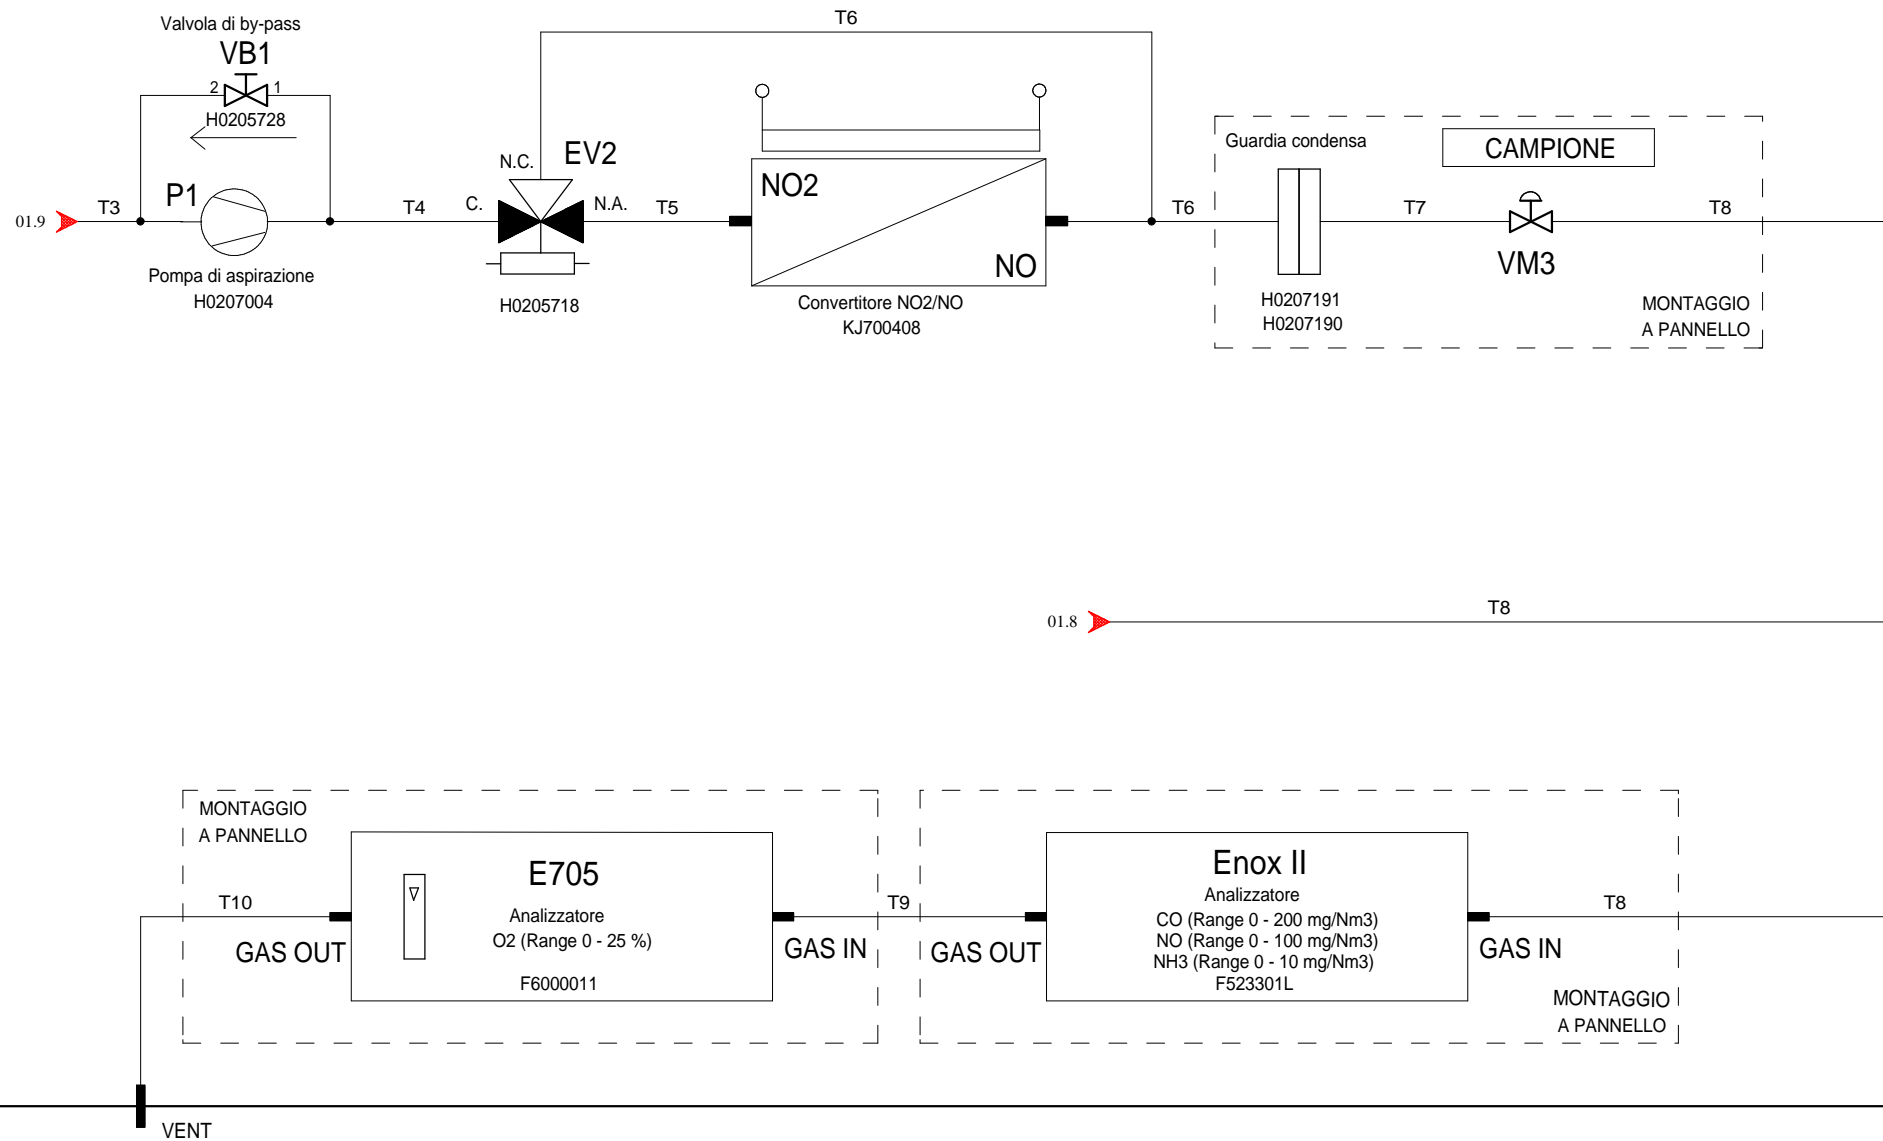 Valvola di by-pass
VB1
2 1
H0205728
T6
N.C.
EV2
P1
01.9
T3
T4
C.
N.A.
T5
NO2
NO
T6
Guardia condensa
CAMPIONE
T7
T8
VM3
Pompa di aspirazione
H0207004
H0205718
Convertitore NO2/NO
KJ700408
H0207191
H0207190
MONTAGGIO
A PANNELLO
01.8
T8
MONTAGGIO
A PANNELLO
E705
Analizzatore
O2 (Range 0 - 25 %)
F6000011
T10
GAS OUT
GAS IN
T9
GAS OUT
Enox II
Analizzatore
CO (Range 0 - 200 mg/Nm3)
NO (Range 0 - 100 mg/Nm3)
NH3 (Range 0 - 10 mg/Nm3)
F523301L
T8
GAS IN
MONTAGGIO
A PANNELLO
VENT